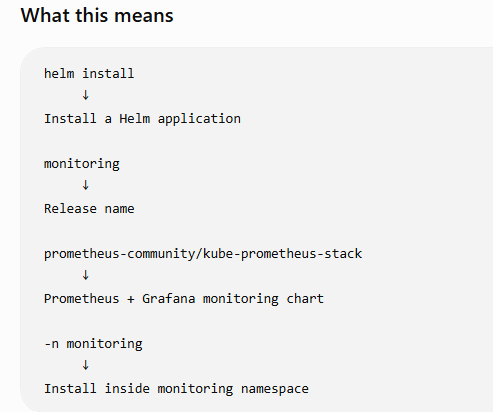 What this means
helm install
↓
Install a Helm application
monitoring
↓
Release name
prometheus-community/kube-prometheus-stack
↓
Prometheus + Grafana monitoring chart
-n monitoring
↓
Install inside monitoring namespace